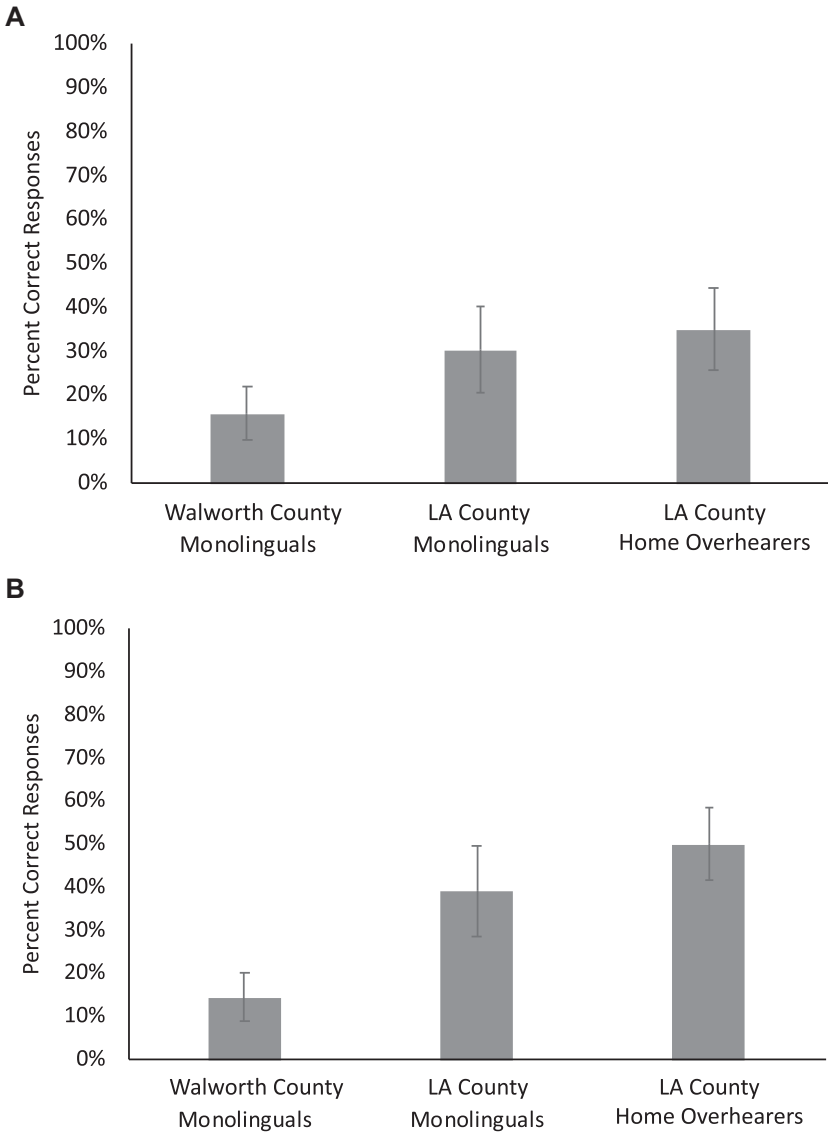 A
Percent Correct Responses
100%
90%
80%
70%
60%
50%
40%
30%
20%
10%
0%
Walworth County
Monolinguals
LA County
Monolinguals
LA County
Home Overhearers
B
Percent Correct Responses
100%
90%
80%
70%
60%
50%
40%
30%
20%
10%
0%
Walworth County
Monolinguals
LA County
Monolinguals
LA County
Home Overhearers